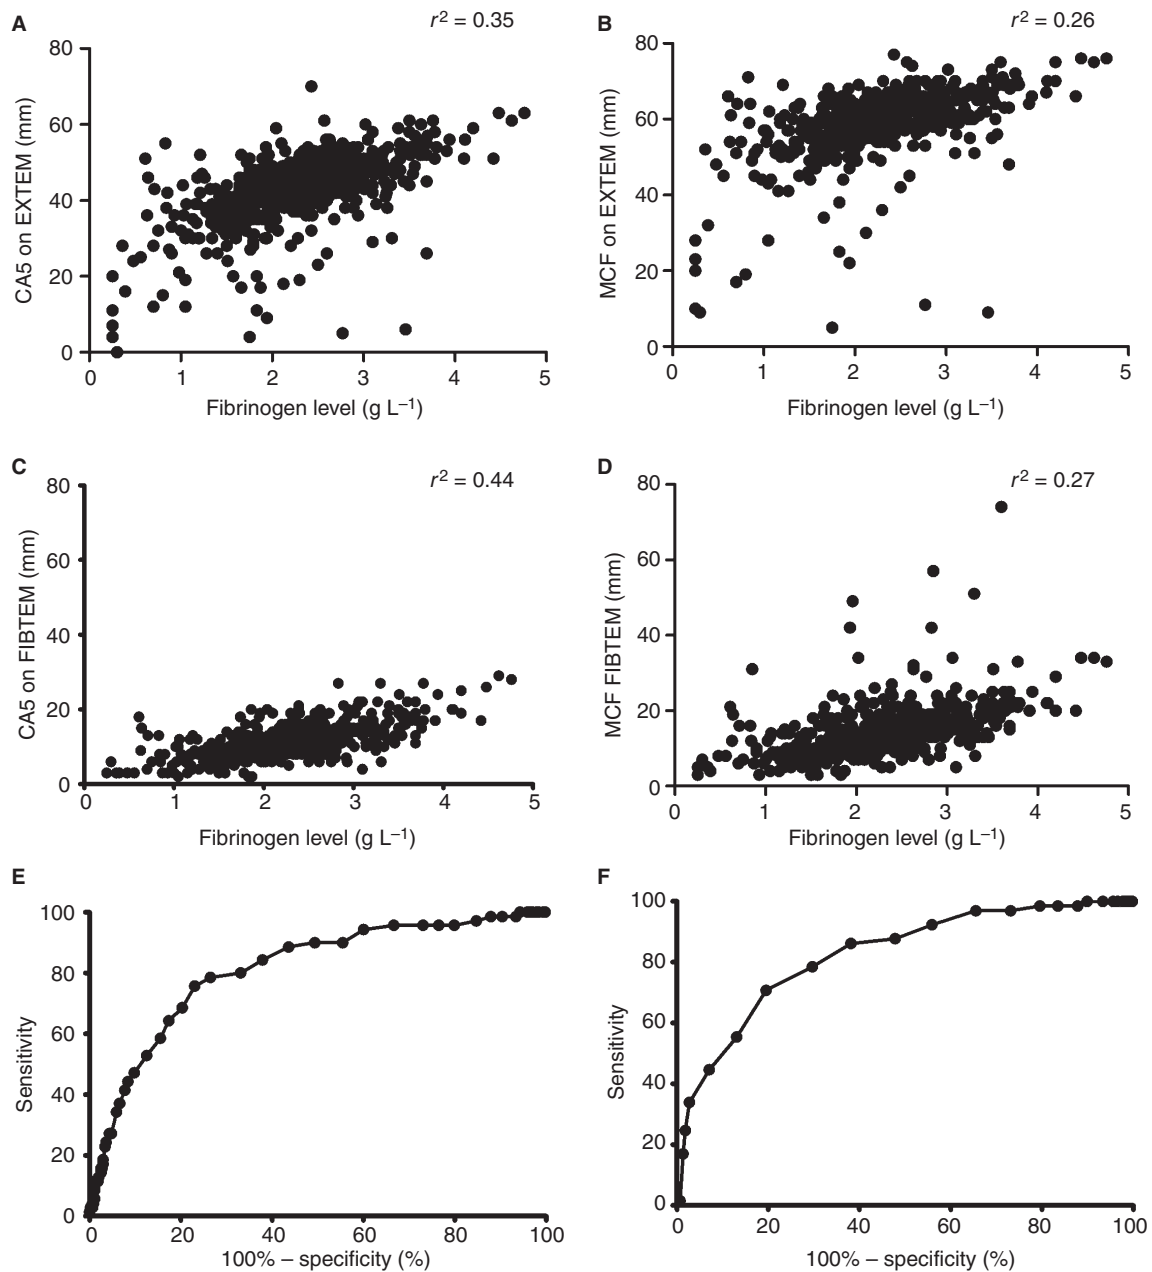 A
r² = 0.35
CA5 on EXTEM (mm)
80
60
40
20
0
0 1 2 3 4 5
Fibrinogen level (g L⁻¹)
B
r² = 0.26
MCF on EXTEM (mm)
80
60
40
20
0
0 1 2 3 4 5
Fibrinogen level (g L⁻¹)
C
r² = 0.44
CA5 on FIBTEM (mm)
80
60
40
20
0
0 1 2 3 4 5
Fibrinogen level (g L⁻¹)
D
r² = 0.27
MCF FIBTEM (mm)
80
60
40
20
0
0 1 2 3 4 5
Fibrinogen level (g L⁻¹)
E
Sensitivity
100
80
60
40
20
0
0 20 40 60 80 100
100% – specificity (%)
F
Sensitivity
100
80
60
40
20
0
0 20 40 60 80 100
100% – specificity (%)